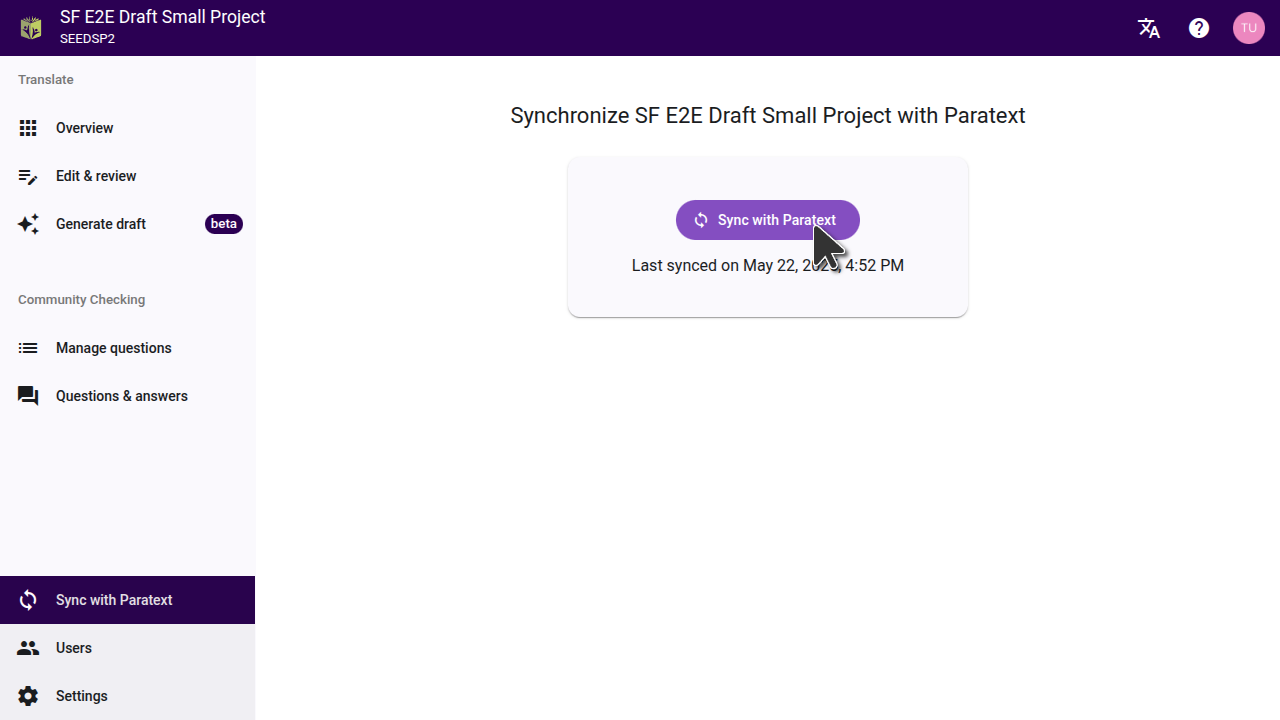 SF E2E Draft Small Project
SEEDSP2
TU
Translate
Overview
Edit & review
Generate draft beta
Community Checking
Manage questions
Questions & answers
Sync with Paratext
Users
Settings
Synchronize SF E2E Draft Small Project with Paratext
Sync with Paratext
Last synced on May 22, 4:52 PM